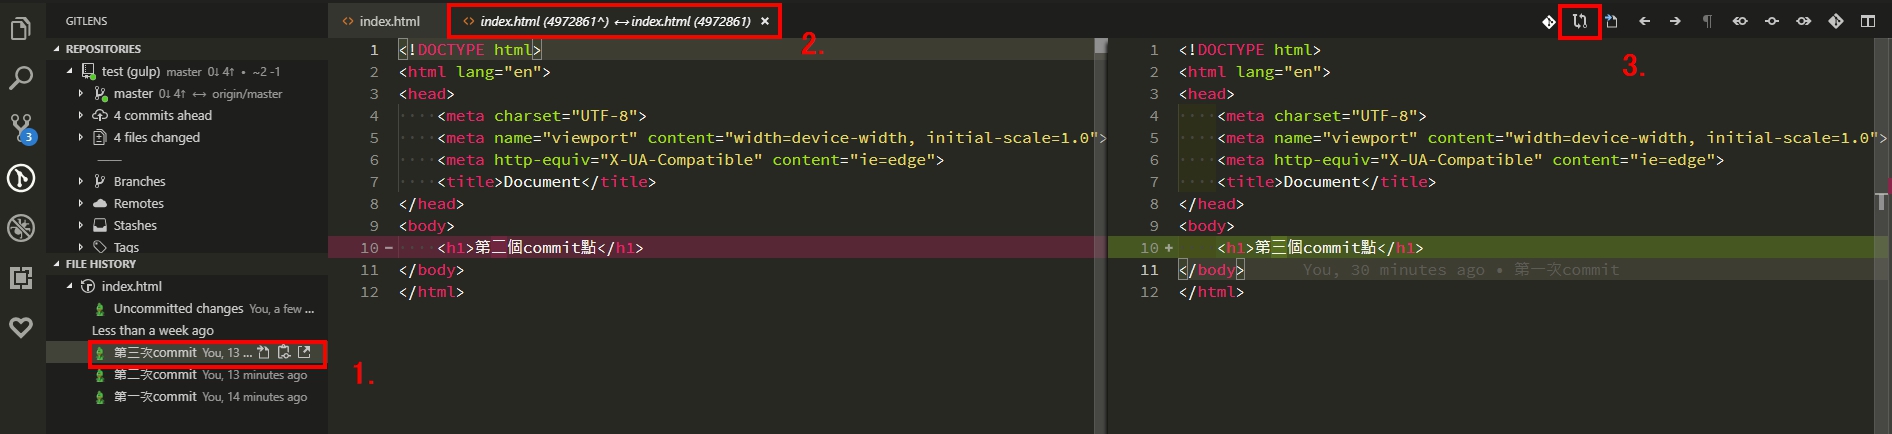 GITLENS
REPOSITORIES
test (gulp) master 0↓ 4↑ • ~2 -1
master 0↓ 4↑ ↔ origin/master
4 commits ahead
4 files changed
Branches
Remotes
Stashes
Tags
FILE HISTORY
index.html
Uncommitted changes You, a few ...
Less than a week ago
第三次commit You, 13 ...
第二次commit You, 13 minutes ago
第一次commit You, 14 minutes ago
3
1.
index.html
index.html (4972861^) ↔ index.html (4972861) ×
2.
3.
1 <!DOCTYPE html>
2 <html lang="en">
3 <head>
4 ····<meta charset="UTF-8">
5 ····<meta name="viewport" content="width=device-width, initial-scale=1.0">
6 ····<meta http-equiv="X-UA-Compatible" content="ie=edge">
7 ····<title>Document</title>
8 </head>
9 <body>
10 − ····<h1>第二個commit點</h1>
11 </body>
12 </html>
1 <!DOCTYPE html>
2 <html lang="en">
3 <head>
4 ····<meta charset="UTF-8">
5 ····<meta name="viewport" content="width=device-width, initial-scale=1.0">
6 ····<meta http-equiv="X-UA-Compatible" content="ie=edge">
7 ····<title>Document</title>
8 </head>
9 <body>
10 + <h1>第三個commit點</h1>
11 </body> You, 30 minutes ago • 第一次commit
12 </html>